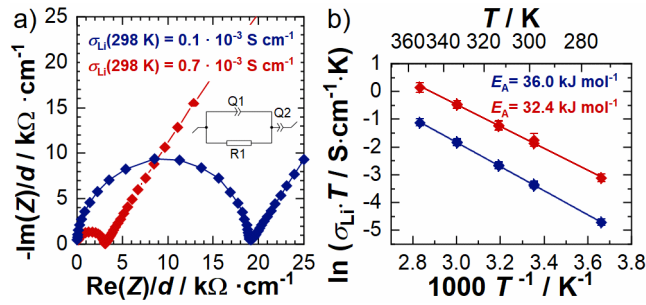 a)
σLi(298 K) = 0.1 · 10⁻³ S cm⁻¹
σLi(298 K) = 0.7 · 10⁻³ S cm⁻¹
Q1
Q2
R1
-Im(Z)/d / kΩ ·cm⁻¹
25
20
15
10
5
0
0 5 10 15 20 25
Re(Z)/d / kΩ ·cm⁻¹
b)
T / K
360 340 320 300 280
EA= 36.0 kJ mol⁻¹
EA= 32.4 kJ mol⁻¹
ln (σLi· T / S·cm⁻¹·K)
1
0
-1
-2
-3
-4
-5
2.8 3.0 3.2 3.4 3.6 3.8
1000 T⁻¹ / K⁻¹